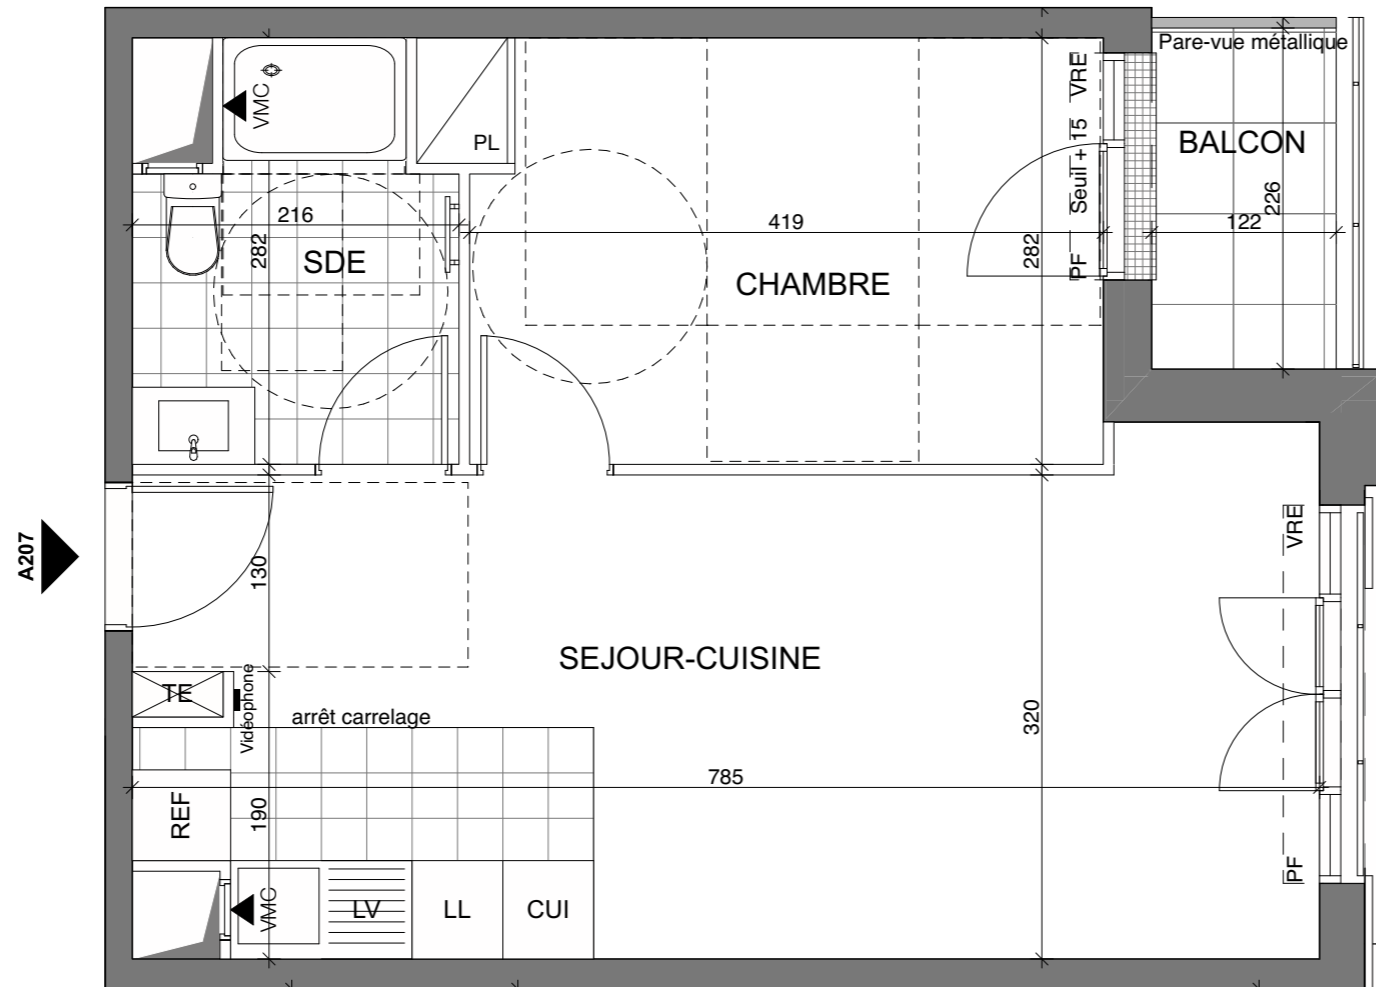 Pare-vue métallique
VRE
VMC
PL
Seuil + 15
BALCON
216
419
226
122
282
SDE
282
CHAMBRE
PF
A207
130
VRE
SEJOUR-CUISINE
TE
Vidéophone
arrêt carrelage
320
785
REF
190
PF
VMC
LV
LL
CUI